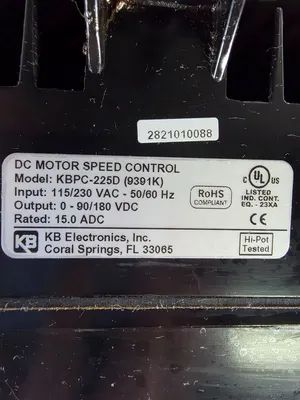 2821010088
DC MOTOR SPEED CONTROL
Model: KBPC-225D (9391K)
Input: 115/230 VAC - 50/60 Hz
Output: 0 - 90/180 VDC
Rated: 15.0 ADC
KB KB Electronics, Inc.
Coral Springs, FL 33065
RoHS
COMPLIANT
C UL US
LISTED
IND. CONT.
EQ. - 23XA
CE
Hi-Pot
Tested